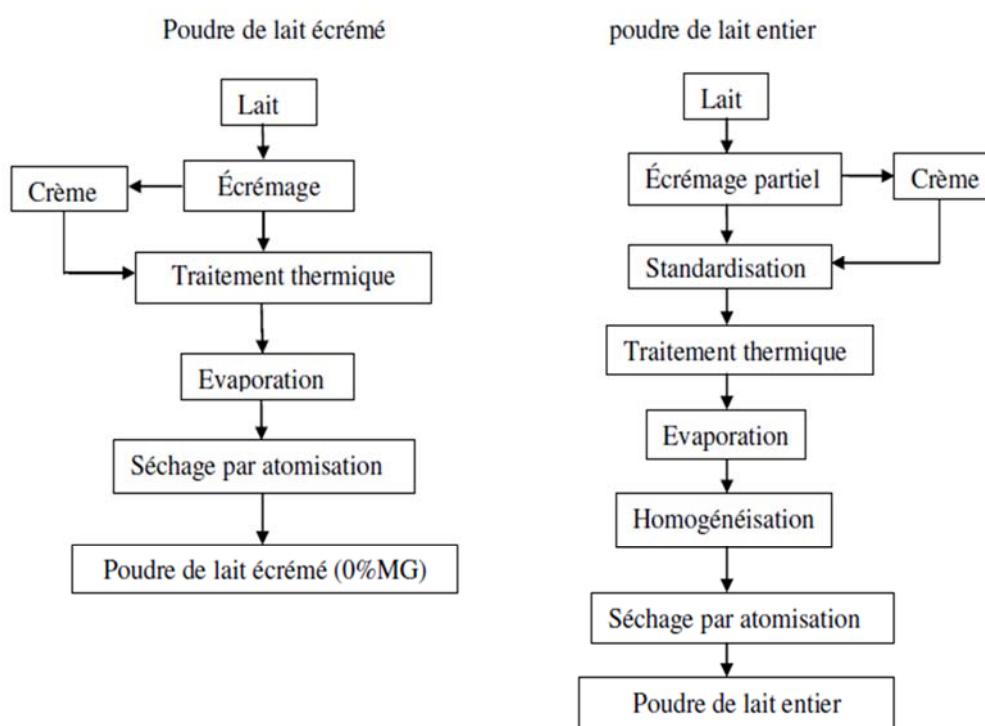 Poudre de lait écrémé
Lait
Crème
Écrémage
Traitement thermique
Evaporation
Séchage par atomisation
Poudre de lait écrémé (0%MG)
poudre de lait entier
Lait
Écrémage partiel
Crème
Standardisation
Traitement thermique
Evaporation
Homogénéisation
Séchage par atomisation
Poudre de lait entier